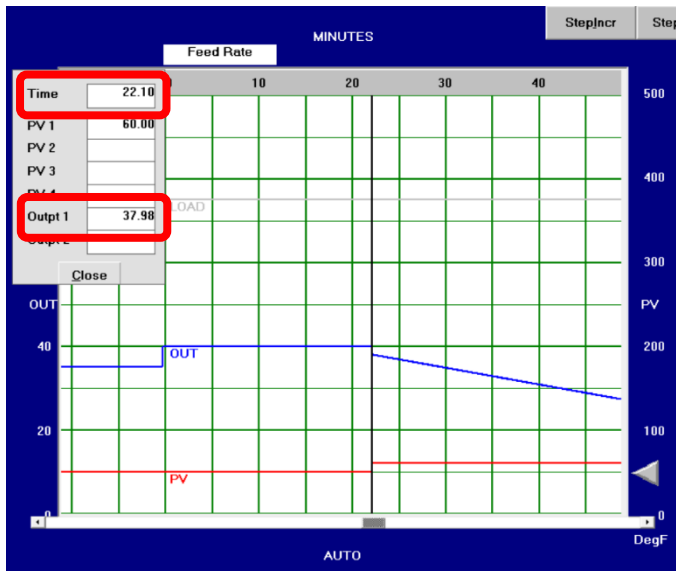 StepIncr
MINUTES
Feed Rate
10 20 30 40
Time 22.10
500
PV 1 60.00
PV 2
PV 3
400
Outpt 1 37.98
LOAD
Close
300
OUT
PV
40
OUT
200
20
100
PV
0
0
DegF
AUTO